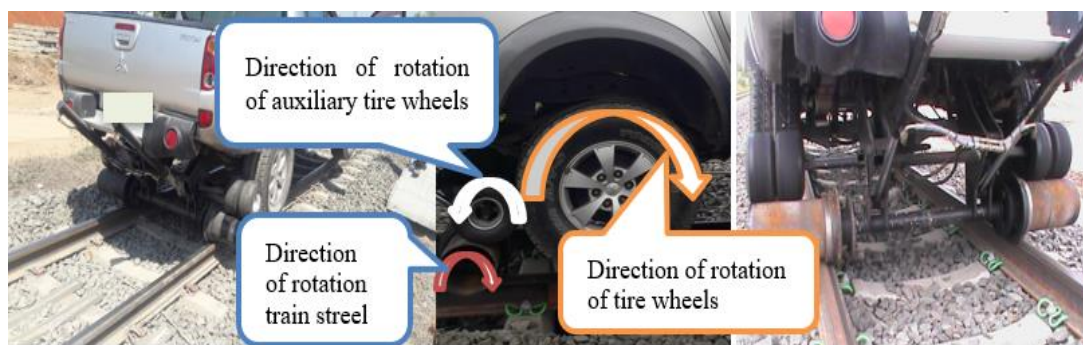 Direction of rotation
of auxiliary tire wheels
Direction
of rotation
train streel
Direction of rotation
of tire wheels